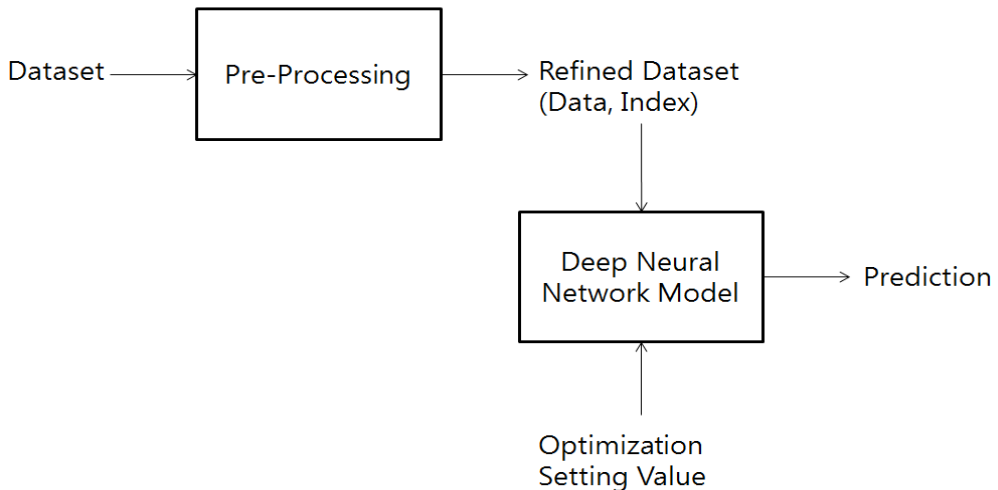 Dataset
Pre-Processing
Refined Dataset
(Data, Index)
Deep Neural
Network Model
Prediction
Optimization
Setting Value